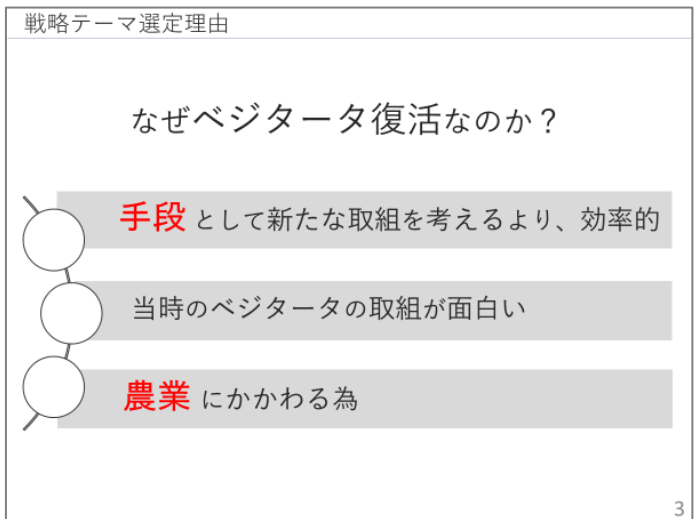 戦略テーマ選定理由
なぜベジタータ復活なのか？
手段 として新たな取組を考えるより、効率的
当時のベジタータの取組が面白い
農業 にかかわる為
3